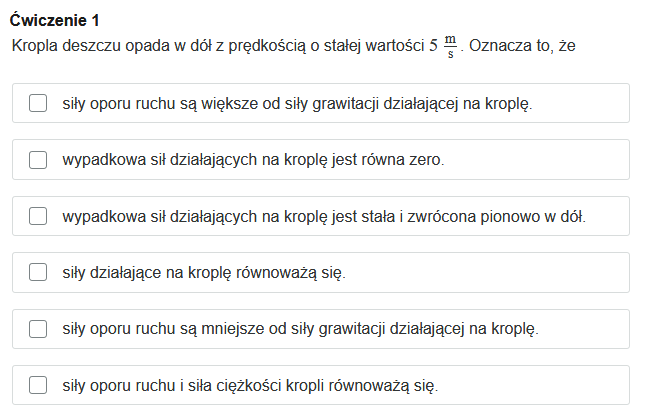 Ćwiczenie 1
Kropla deszczu opada w dół z prędkością o stałej wartości 5 m/s. Oznacza to, że
siły oporu ruchu są większe od siły grawitacji działającej na kroplę.
wypadkowa sił działających na kroplę jest równa zero.
wypadkowa sił działających na kroplę jest stała i zwrócona pionowo w dół.
siły działające na kroplę równoważą się.
siły oporu ruchu są mniejsze od siły grawitacji działającej na kroplę.
siły oporu ruchu i siła ciężkości kropli równoważą się.